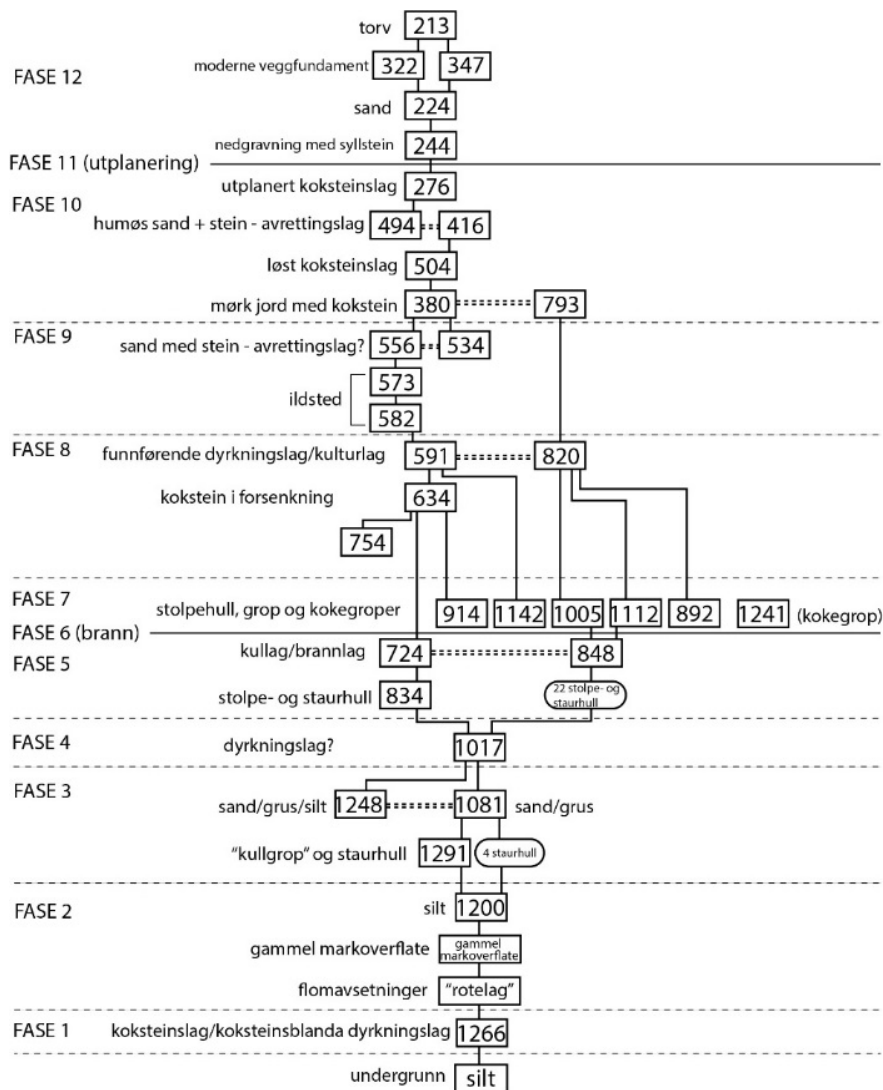 torv 213
FASE 12 moderne veggfundament 322 347
sand 224
nedgravning med syllstein 244
FASE 11 (utplanering)
utplanert koksteinslag 276
FASE 10
humøs sand + stein - avrettingslag 494 416
løst koksteinslag 504
mørk jord med kokstein 380 793
FASE 9
sand med stein - avrettingslag? 556 534
573
ildsted
582
FASE 8 funnførende dyrkningslag/kulturlag 591 820
kokstein i forsenkning 634
754
FASE 7
stolpehull, grop og kokegroper 914 1142 1005 1112 892 1241 (kokegrop)
FASE 6 (brann)
kullag/brannlag 724 848
FASE 5
stolpe- og staurhull 834 22 stolpe- og
staurhull
FASE 4 dyrkningslag? 1017
FASE 3
sand/grus/silt 1248 1081 sand/grus
"kullgrop" og staurhull 1291 4 staurhull
FASE 2 silt 1200
gammel markoverflate gammel
markoverflate
flomavsetninger "rotelag"
FASE 1 koksteinslag/koksteinsblanda dyrkningslag 1266
undergrunn silt